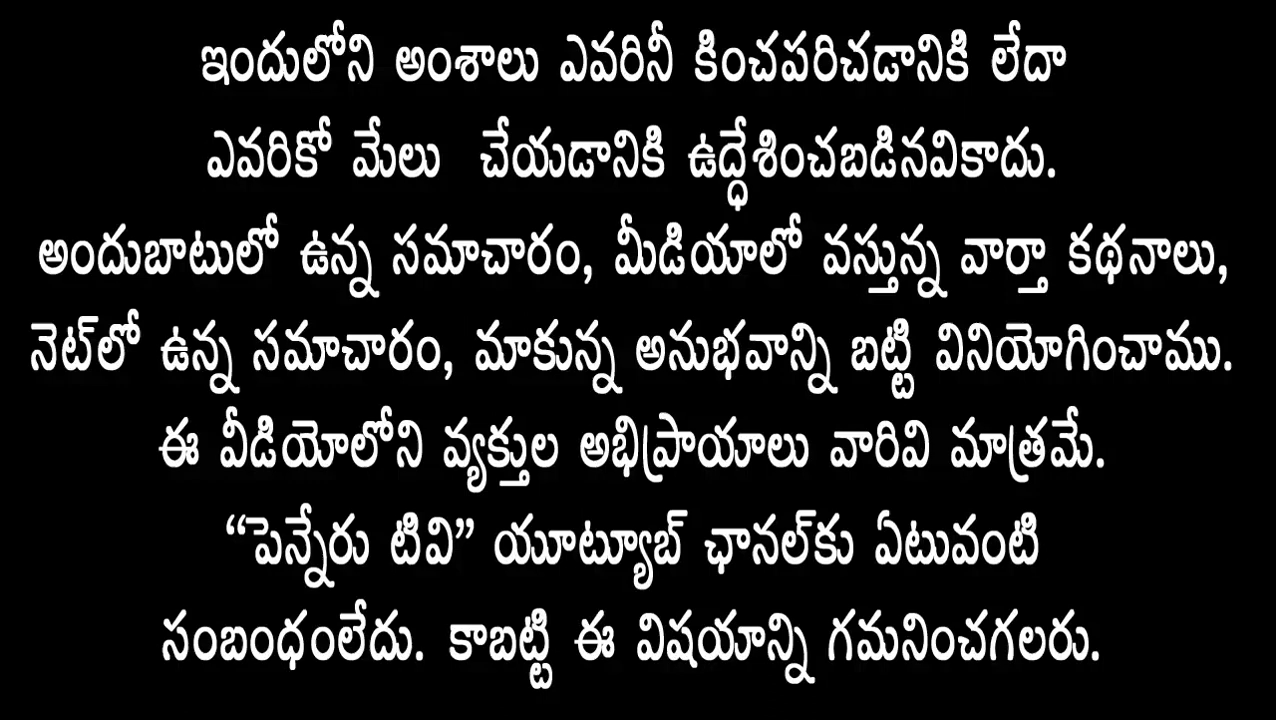 ఇందులోని అంశాలు ఎవరినీ కించపరిచడానికి లేదా
ఎవరికో మేలు చేయడానికి ఉద్ధేశించబడినవికాదు.
అందుబాటులో ఉన్న సమాచారం, మీడియాలో వస్తున్న వార్తా కథనాలు,
నెట్‌లో ఉన్న సమాచారం, మాకున్న అనుభవాన్ని బట్టి వినియోగించాము.
ఈ వీడియోలోని వ్యక్తుల అభిప్రాయాలు వారివి మాత్రమే.
“పెన్నేరు టివి” యూట్యూబ్ ఛానల్‌కు ఏటువంటి
సంబంధంలేదు. కాబట్టి ఈ విషయాన్ని గమనించగలరు.